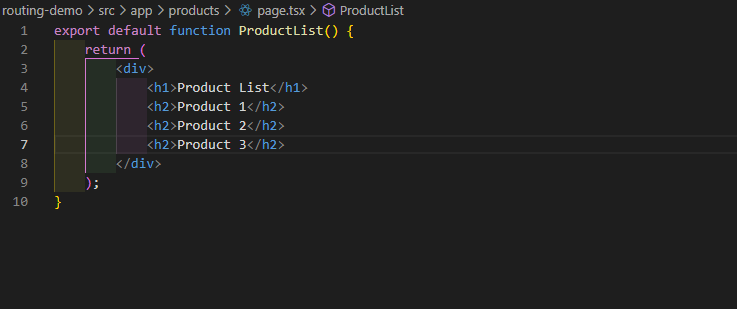 routing-demo > src > app > products > page.tsx > ProductList
1 export default function ProductList() {
2 return (
3 <div>
4 <h1>Product List</h1>
5 <h2>Product 1</h2>
6 <h2>Product 2</h2>
7 <h2>Product 3</h2>
8 </div>
9 );
10 }